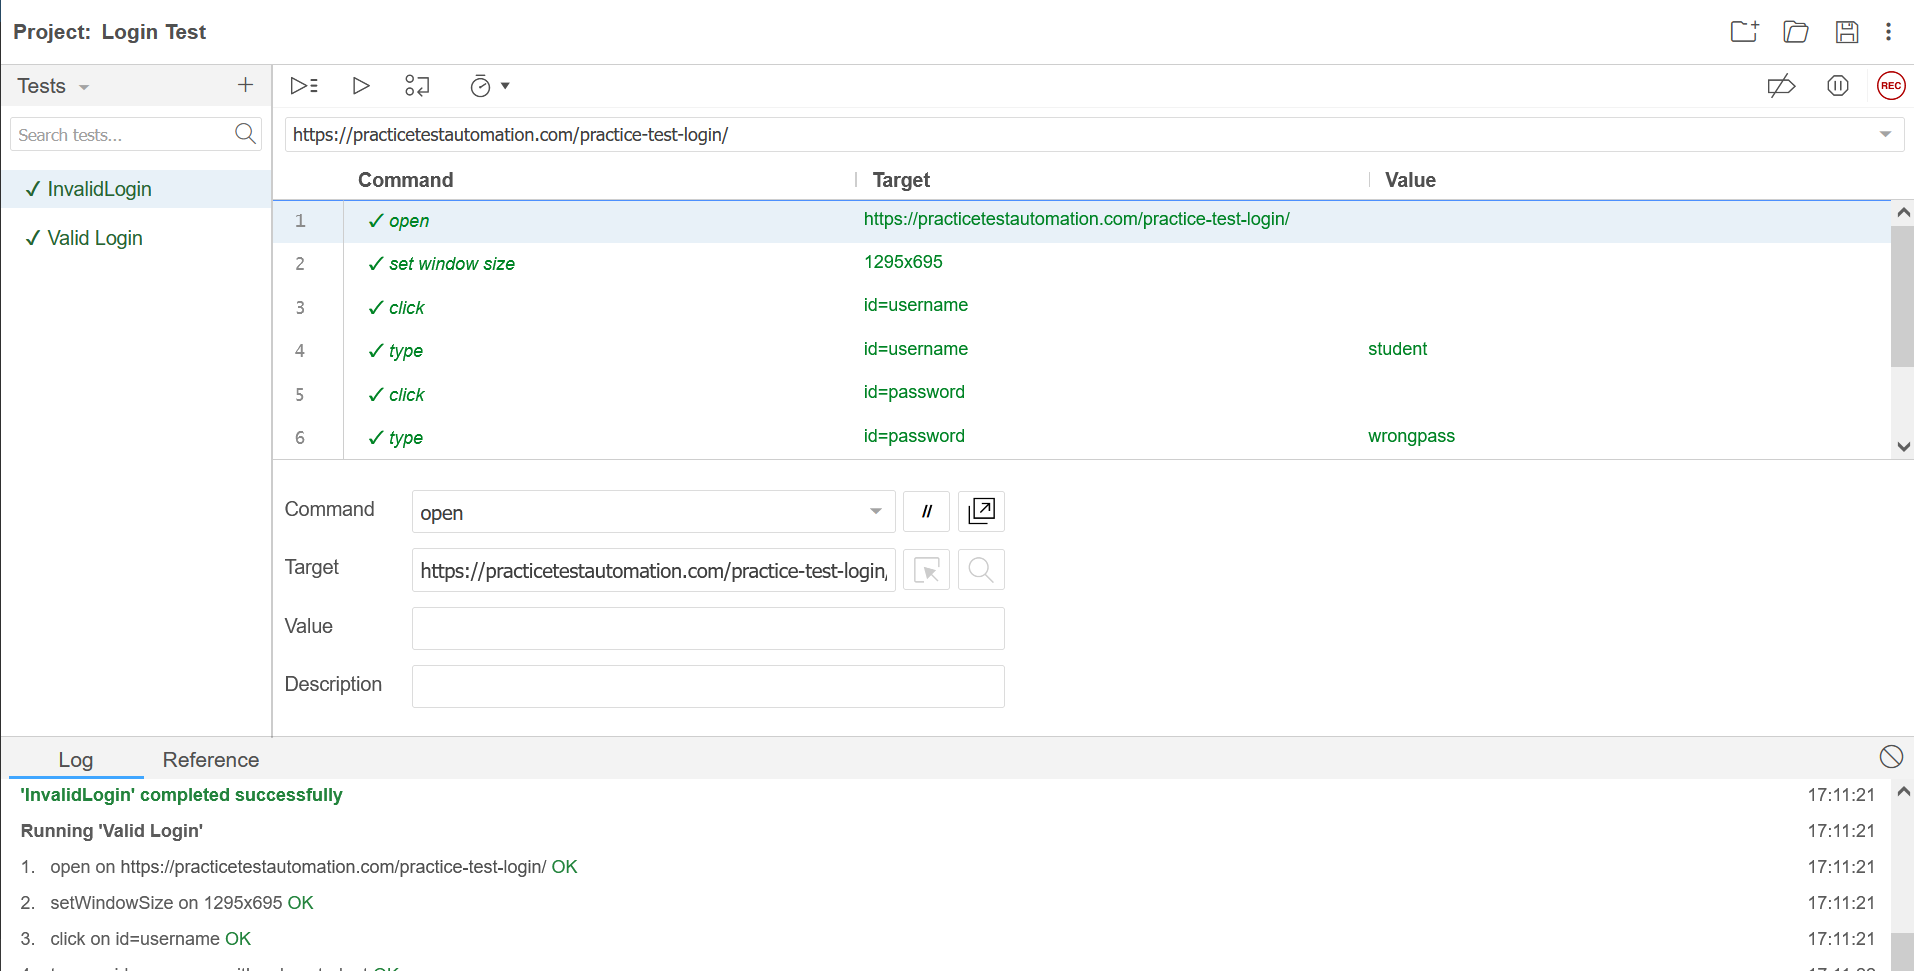 Project: Login Test
Tests
Search tests...
✓ InvalidLogin
✓ Valid Login
REC
https://practicetestautomation.com/practice-test-login/
Command Target Value
1 ✓ open https://practicetestautomation.com/practice-test-login/
2 ✓ set window size 1295x695
3 ✓ click id=username
4 ✓ type id=username student
5 ✓ click id=password
6 ✓ type id=password wrongpass
Command open //
Target https://practicetestautomation.com/practice-test-login/
Value
Description
Log Reference
'InvalidLogin' completed successfully 17:11:21
Running 'Valid Login' 17:11:21
1. open on https://practicetestautomation.com/practice-test-login/ OK 17:11:21
2. setWindowSize on 1295x695 OK 17:11:21
3. click on id=username OK 17:11:21